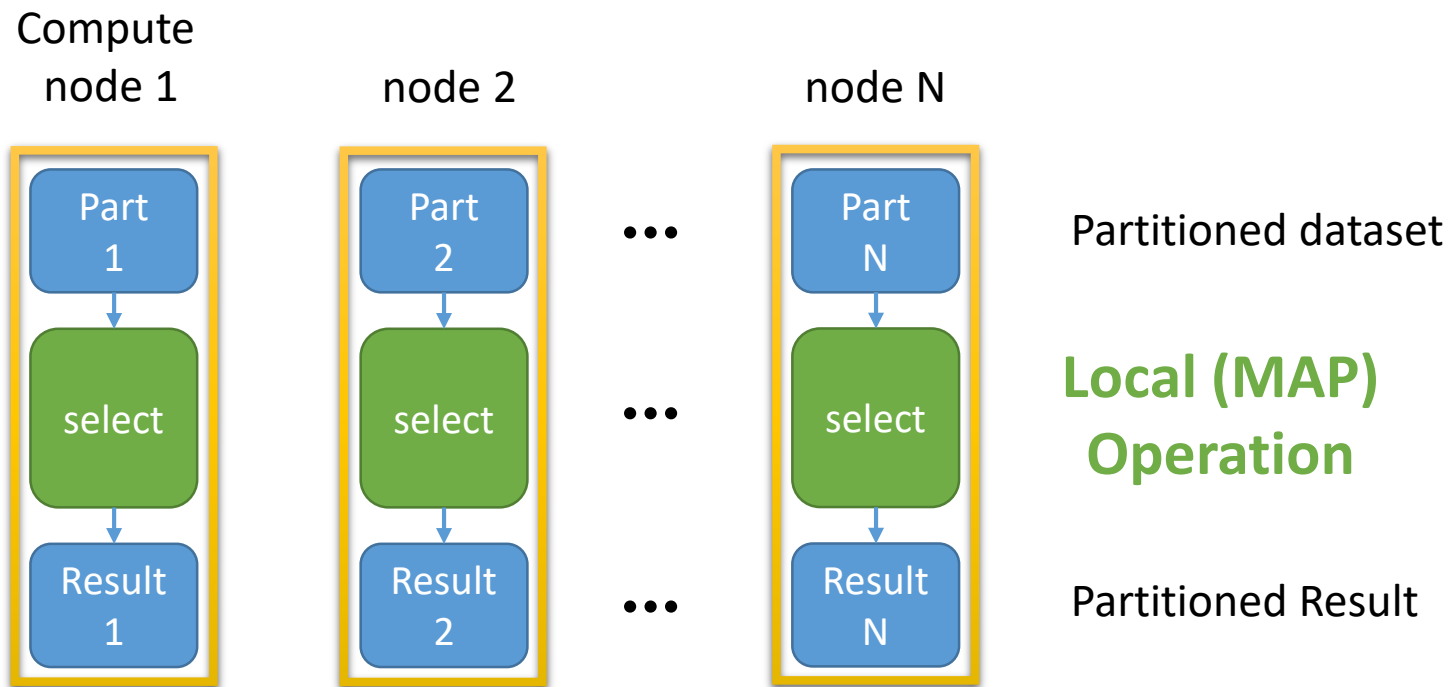 Compute
node 1
node 2
node N
Part
1
Part
2
•••
Part
N
Partitioned dataset
select
select
•••
select
Local (MAP)
Operation
Result
1
Result
2
•••
Result
N
Partitioned Result